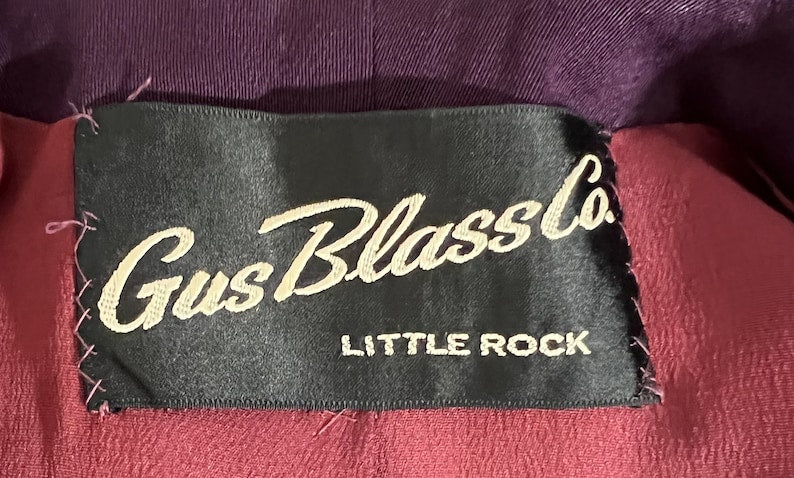 Gus Blass Co.
LITTLE ROCK